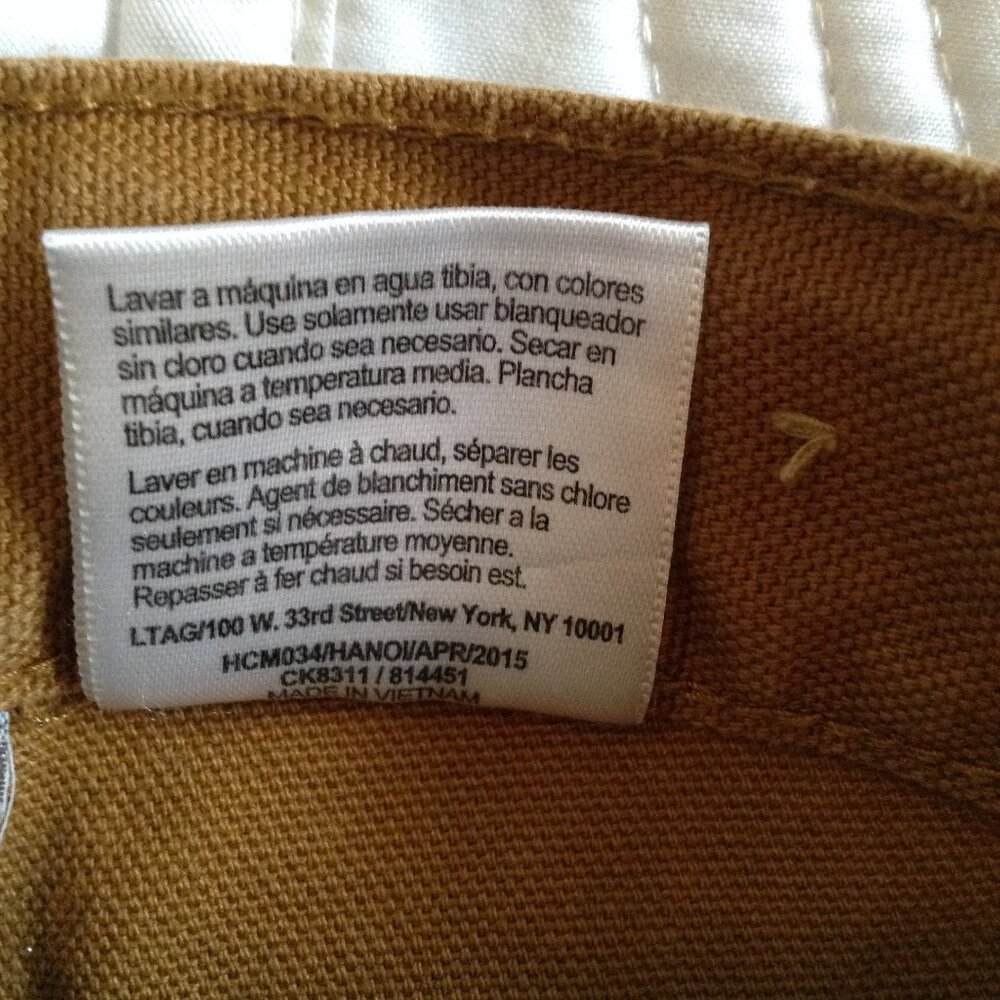 Lavar a máquina en agua tibia, con colores
similares. Use solamente usar blanqueador
sin cloro cuando sea necesario. Secar en
máquina a temperatura media. Plancha
tibia, cuando sea necesario.
Laver en machine à chaud, séparer les
couleurs. Agent de blanchiment sans chlore
seulement si nécessaire. Sécher a la
machine a température moyenne.
Repasser à fer chaud si besoin est.
LTAG/100 W. 33rd Street/New York, NY 10001
HCM034/HANOI/APR/2015
CK8311 / 814451
MADE IN VIETNAM